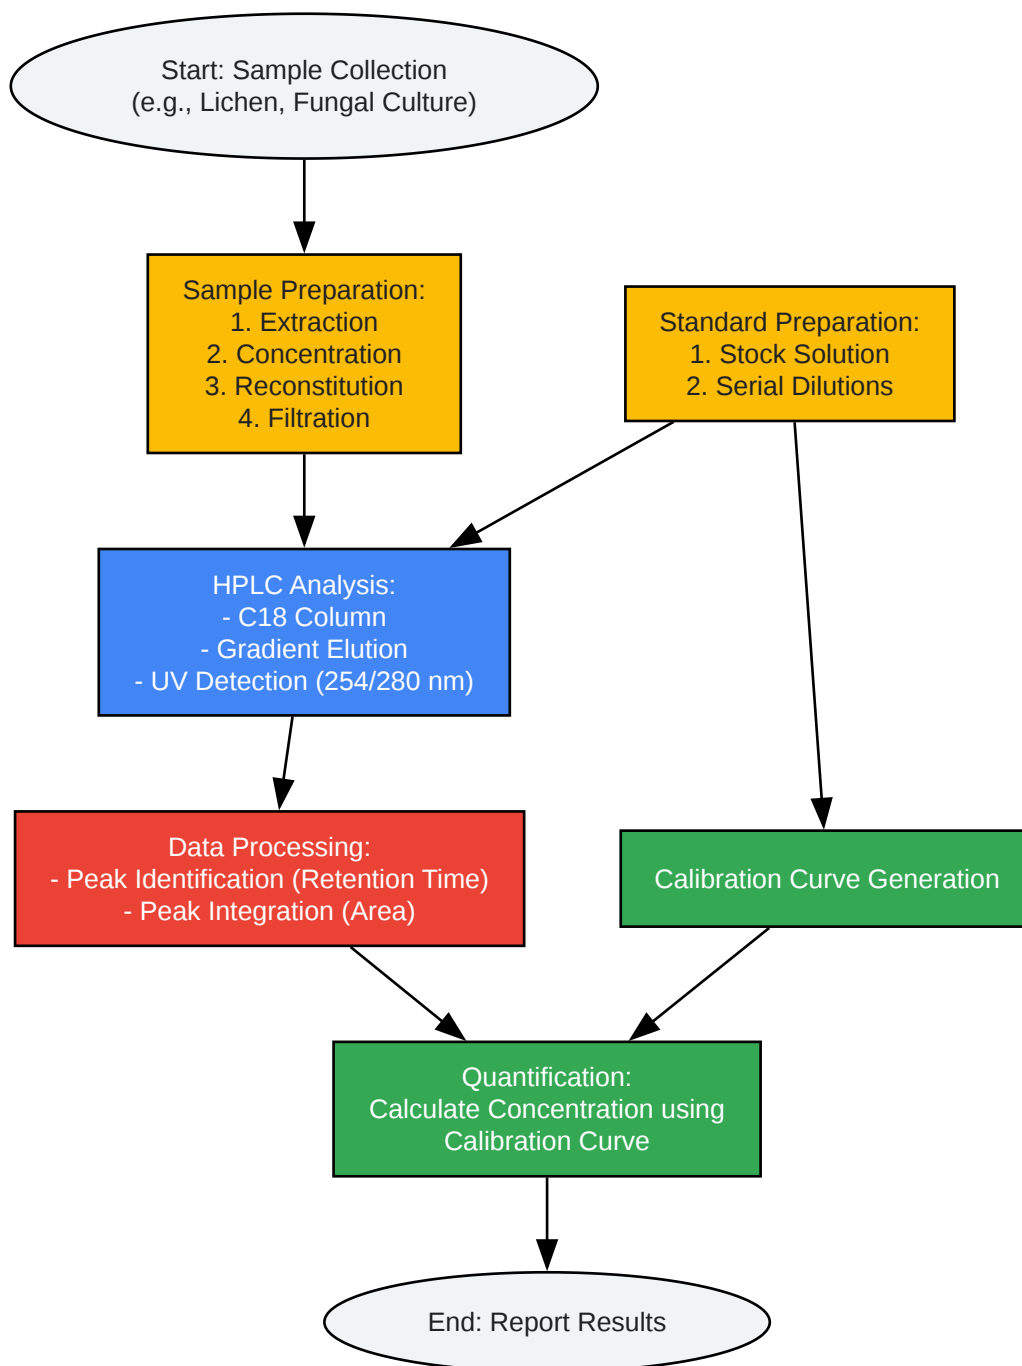 Start: Sample Collection
(e.g., Lichen, Fungal Culture)
Sample Preparation:
1. Extraction
2. Concentration
3. Reconstitution
4. Filtration
Standard Preparation:
1. Stock Solution
2. Serial Dilutions
HPLC Analysis:
- C18 Column
- Gradient Elution
- UV Detection (254/280 nm)
Data Processing:
- Peak Identification (Retention Time)
- Peak Integration (Area)
Calibration Curve Generation
Quantification:
Calculate Concentration using
Calibration Curve
End: Report Results